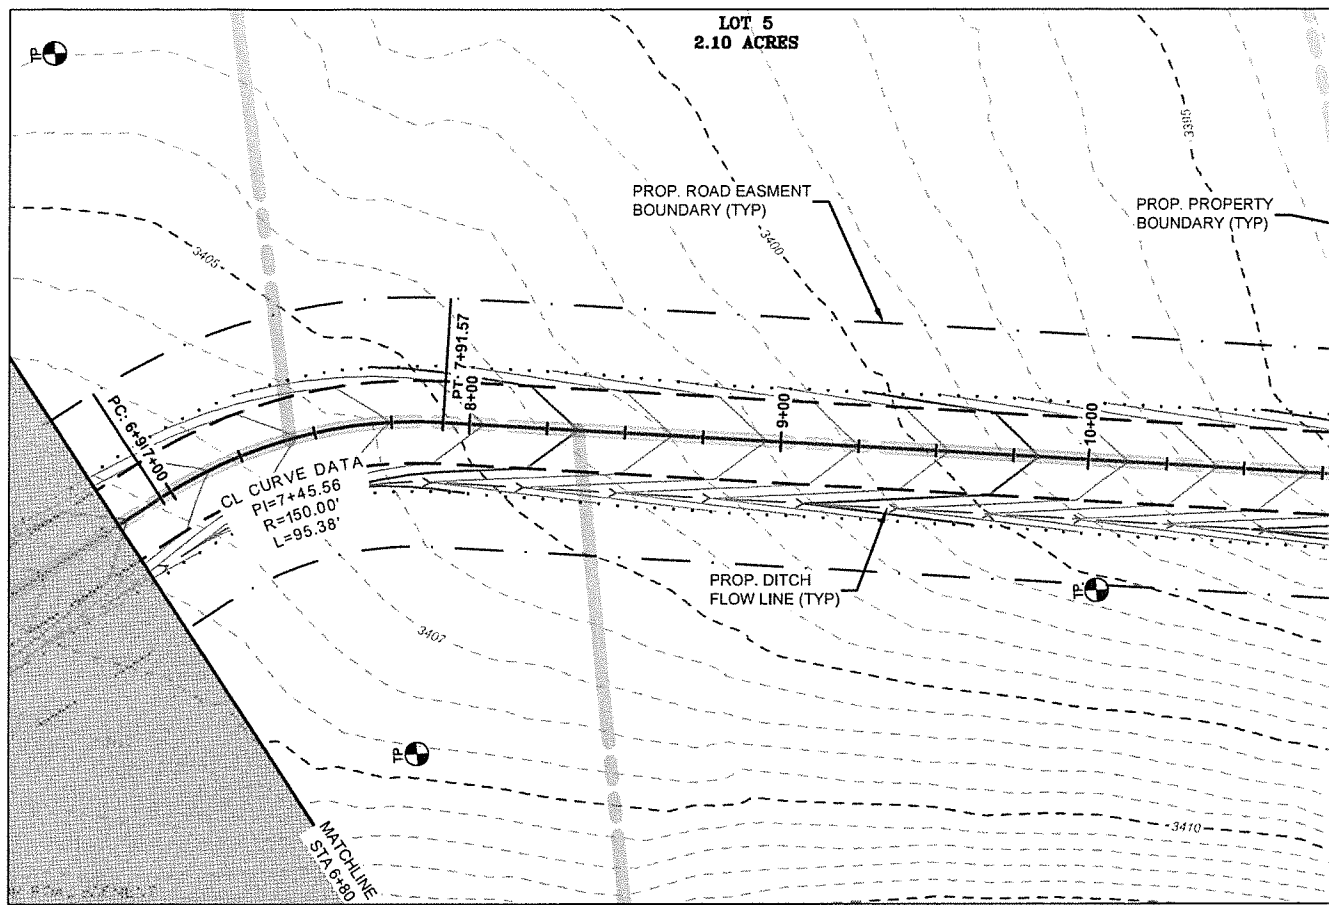 LOT 5
2.10 ACRES
TP
3395
PROP. ROAD EASMENT
BOUNDARY (TYP)
PROP. PROPERTY
BOUNDARY (TYP)
3405
3400
PC: 6+9
7+00
PT: 7+91.57
8+00
9+00
10+00
CL CURVE DATA
PI=7+45.56
R=150.00'
L=95.38'
PROP. DITCH
FLOW LINE (TYP)
TP
3407
TP
3410
MATCHLINE
STA 6+80